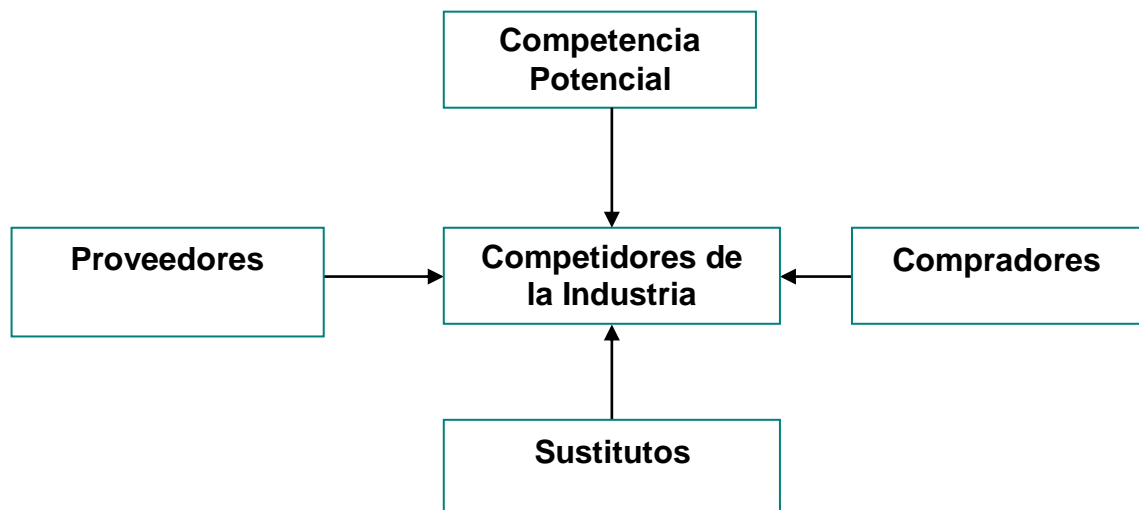 Competencia
Potencial
Proveedores
Competidores de
la Industria
Compradores
Sustitutos